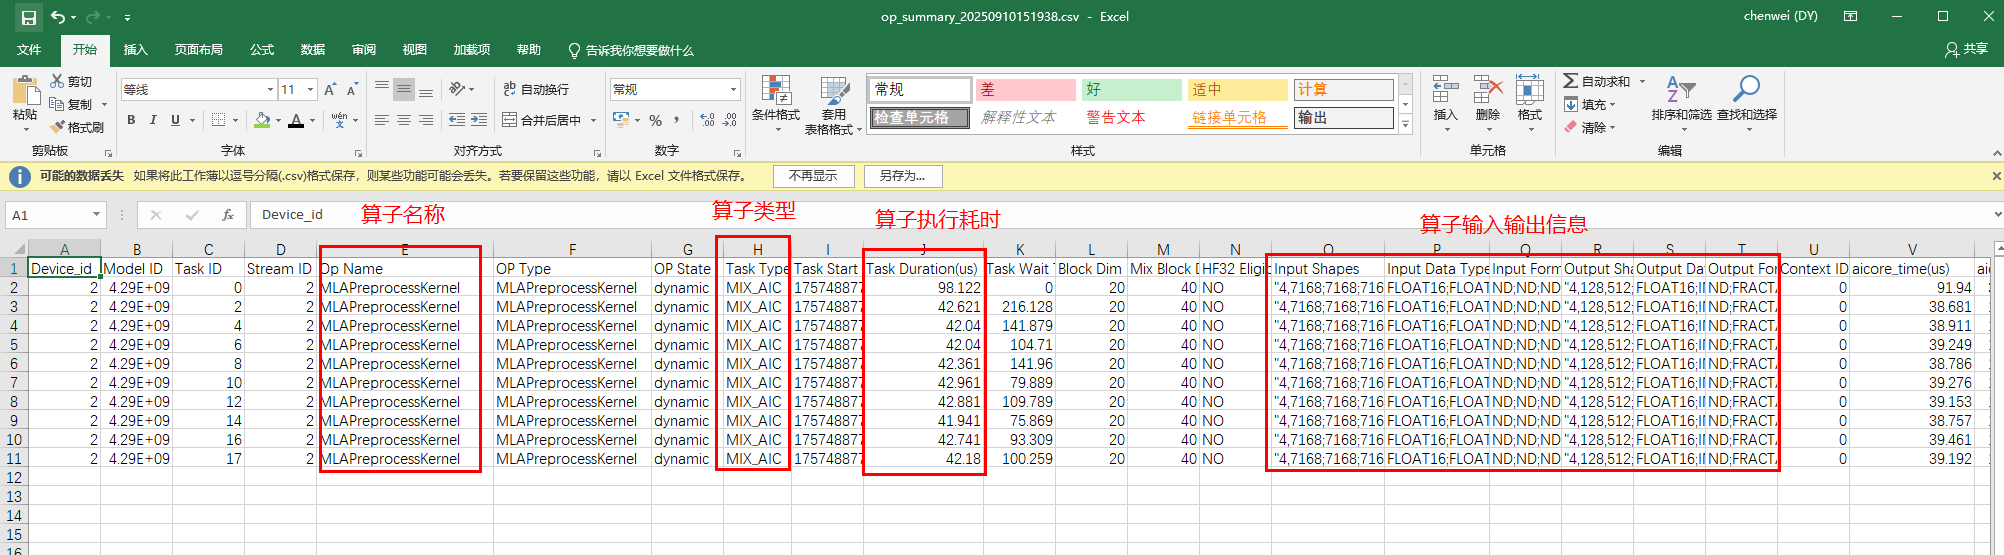 op_summary_20250910151938.csv - Excel
chenwei (DY)
文件 开始 插入 页面布局 公式 数据 审阅 视图 加载项 帮助 告诉我你想要做什么 共享
粘贴 剪切 复制 格式刷 剪贴板
等线 11 B I U A wén 文 字体
ab 自动换行 合并后居中 对齐方式
常规 % , 数字
条件格式 套用表格格式
常规 差 好 适中 计算
检查单元格 解释性文本 警告文本 链接单元格 输出
样式
插入 删除 格式 单元格
自动求和 填充 清除 排序和筛选 查找和选择 编辑
可能的数据丢失 如果将此工作簿以逗号分隔(.csv)格式保存，则某些功能可能会丢失。若要保留这些功能，请以 Excel 文件格式保存。 不再显示 另存为...
A1 fx Device_id
算子名称 算子类型 算子执行耗时 算子输入输出信息
A B C D E F G H I J K L M N O P Q R S T U V
1 Device_id Model ID Task ID Stream ID Op Name OP Type OP State Task Type Task Start Task Duration(us) Task Wait Block Dim Mix Block D HF32 Eligi Input Shapes Input Data Type Input Form Output Sha Output Dat Output For Context ID aicore_time(us)
2 2 4.29E+09 0 2 MLAPreprocessKernel MLAPreprocessKernel dynamic MIX_AIC 175748877 98.122 0 20 40 NO "4,7168;7168;716 FLOAT16;FLOAT ND;ND;ND "4,128,512; FLOAT16;II ND;FRACTA 0 91.94
3 2 4.29E+09 2 2 MLAPreprocessKernel MLAPreprocessKernel dynamic MIX_AIC 175748877 42.621 216.128 20 40 NO "4,7168;7168;716 FLOAT16;FLOAT ND;ND;ND "4,128,512; FLOAT16;II ND;FRACTA 0 38.681
4 2 4.29E+09 4 2 MLAPreprocessKernel MLAPreprocessKernel dynamic MIX_AIC 175748877 42.04 141.879 20 40 NO "4,7168;7168;716 FLOAT16;FLOAT ND;ND;ND "4,128,512; FLOAT16;II ND;FRACTA 0 38.911
5 2 4.29E+09 6 2 MLAPreprocessKernel MLAPreprocessKernel dynamic MIX_AIC 175748877 42.04 104.71 20 40 NO "4,7168;7168;716 FLOAT16;FLOAT ND;ND;ND "4,128,512; FLOAT16;II ND;FRACTA 0 39.249
6 2 4.29E+09 8 2 MLAPreprocessKernel MLAPreprocessKernel dynamic MIX_AIC 175748877 42.361 141.96 20 40 NO "4,7168;7168;716 FLOAT16;FLOAT ND;ND;ND "4,128,512; FLOAT16;II ND;FRACTA 0 38.786
7 2 4.29E+09 10 2 MLAPreprocessKernel MLAPreprocessKernel dynamic MIX_AIC 175748877 42.961 79.889 20 40 NO "4,7168;7168;716 FLOAT16;FLOAT ND;ND;ND "4,128,512; FLOAT16;II ND;FRACTA 0 39.276
8 2 4.29E+09 12 2 MLAPreprocessKernel MLAPreprocessKernel dynamic MIX_AIC 175748877 42.881 109.789 20 40 NO "4,7168;7168;716 FLOAT16;FLOAT ND;ND;ND "4,128,512; FLOAT16;II ND;FRACTA 0 39.153
9 2 4.29E+09 14 2 MLAPreprocessKernel MLAPreprocessKernel dynamic MIX_AIC 175748877 41.941 75.869 20 40 NO "4,7168;7168;716 FLOAT16;FLOAT ND;ND;ND "4,128,512; FLOAT16;II ND;FRACTA 0 38.757
10 2 4.29E+09 16 2 MLAPreprocessKernel MLAPreprocessKernel dynamic MIX_AIC 175748877 42.741 93.309 20 40 NO "4,7168;7168;716 FLOAT16;FLOAT ND;ND;ND "4,128,512; FLOAT16;II ND;FRACTA 0 39.461
11 2 4.29E+09 17 2 MLAPreprocessKernel MLAPreprocessKernel dynamic MIX_AIC 175748877 42.18 100.259 20 40 NO "4,7168;7168;716 FLOAT16;FLOAT ND;ND;ND "4,128,512; FLOAT16;II ND;FRACTA 0 39.192
12
13
14
15
16